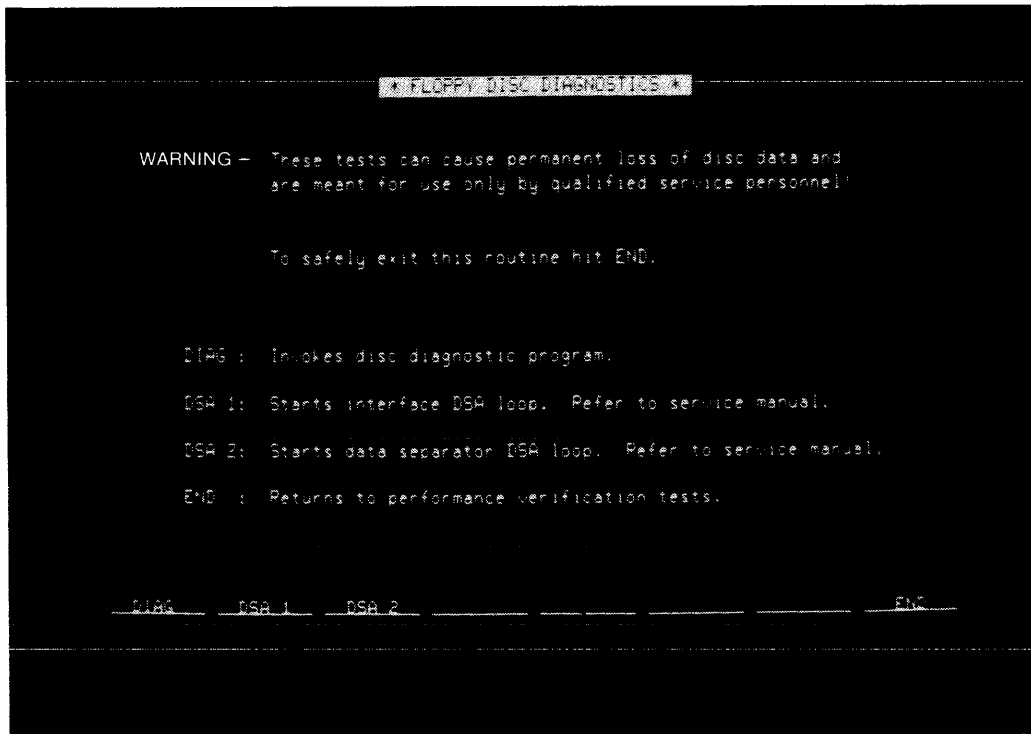 * FLOPPY DISC DIAGNOSTICS *
WARNING – These tests can cause permanent loss of disc data and
are meant for use only by qualified service personnel!
To safely exit this routine hit END.
DIAG : Invokes disc diagnostic program.
DSA 1: Starts interface DSA loop. Refer to service manual.
DSA 2: Starts data separator DSA loop. Refer to service manual.
END : Returns to performance verification tests.
DIAG DSA 1 DSA 2 END